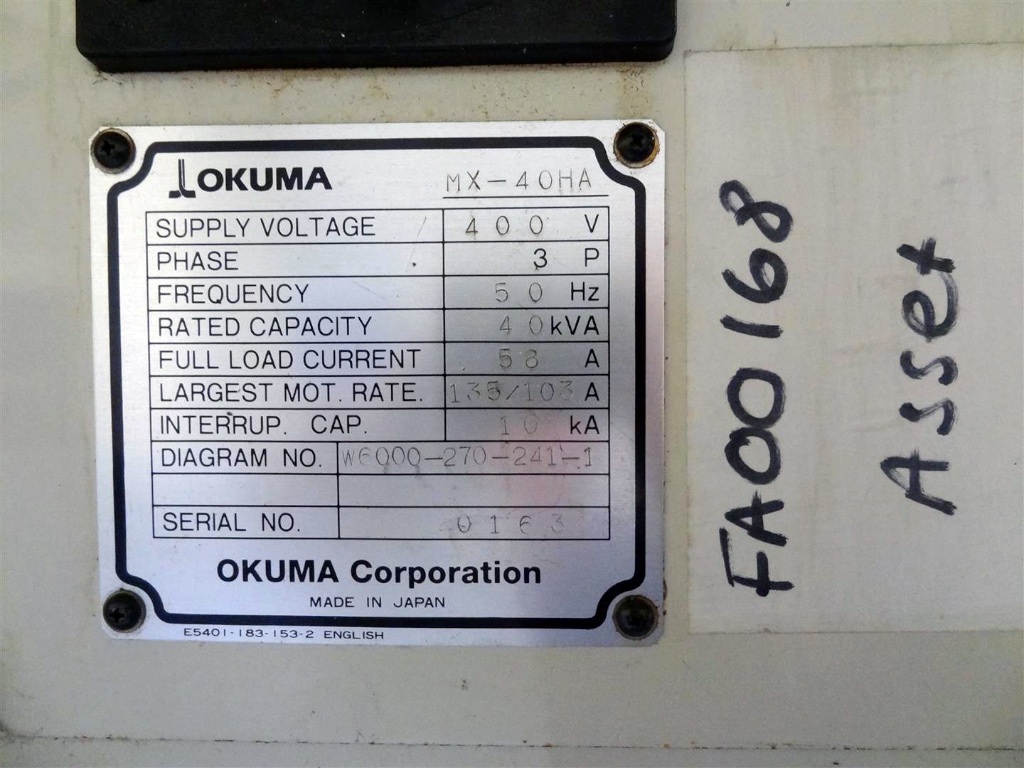 OKUMA MX-40HA
SUPPLY VOLTAGE 400 V
PHASE 3 P
FREQUENCY 50 Hz
RATED CAPACITY 40 kVA
FULL LOAD CURRENT 58 A
LARGEST MOT. RATE. 135/103 A
INTERRUP. CAP. 10 kA
DIAGRAM NO. W6000-270-241-1
SERIAL NO. 0163
OKUMA Corporation
MADE IN JAPAN
E5401-183-153-2 ENGLISH
FA00168
Asset